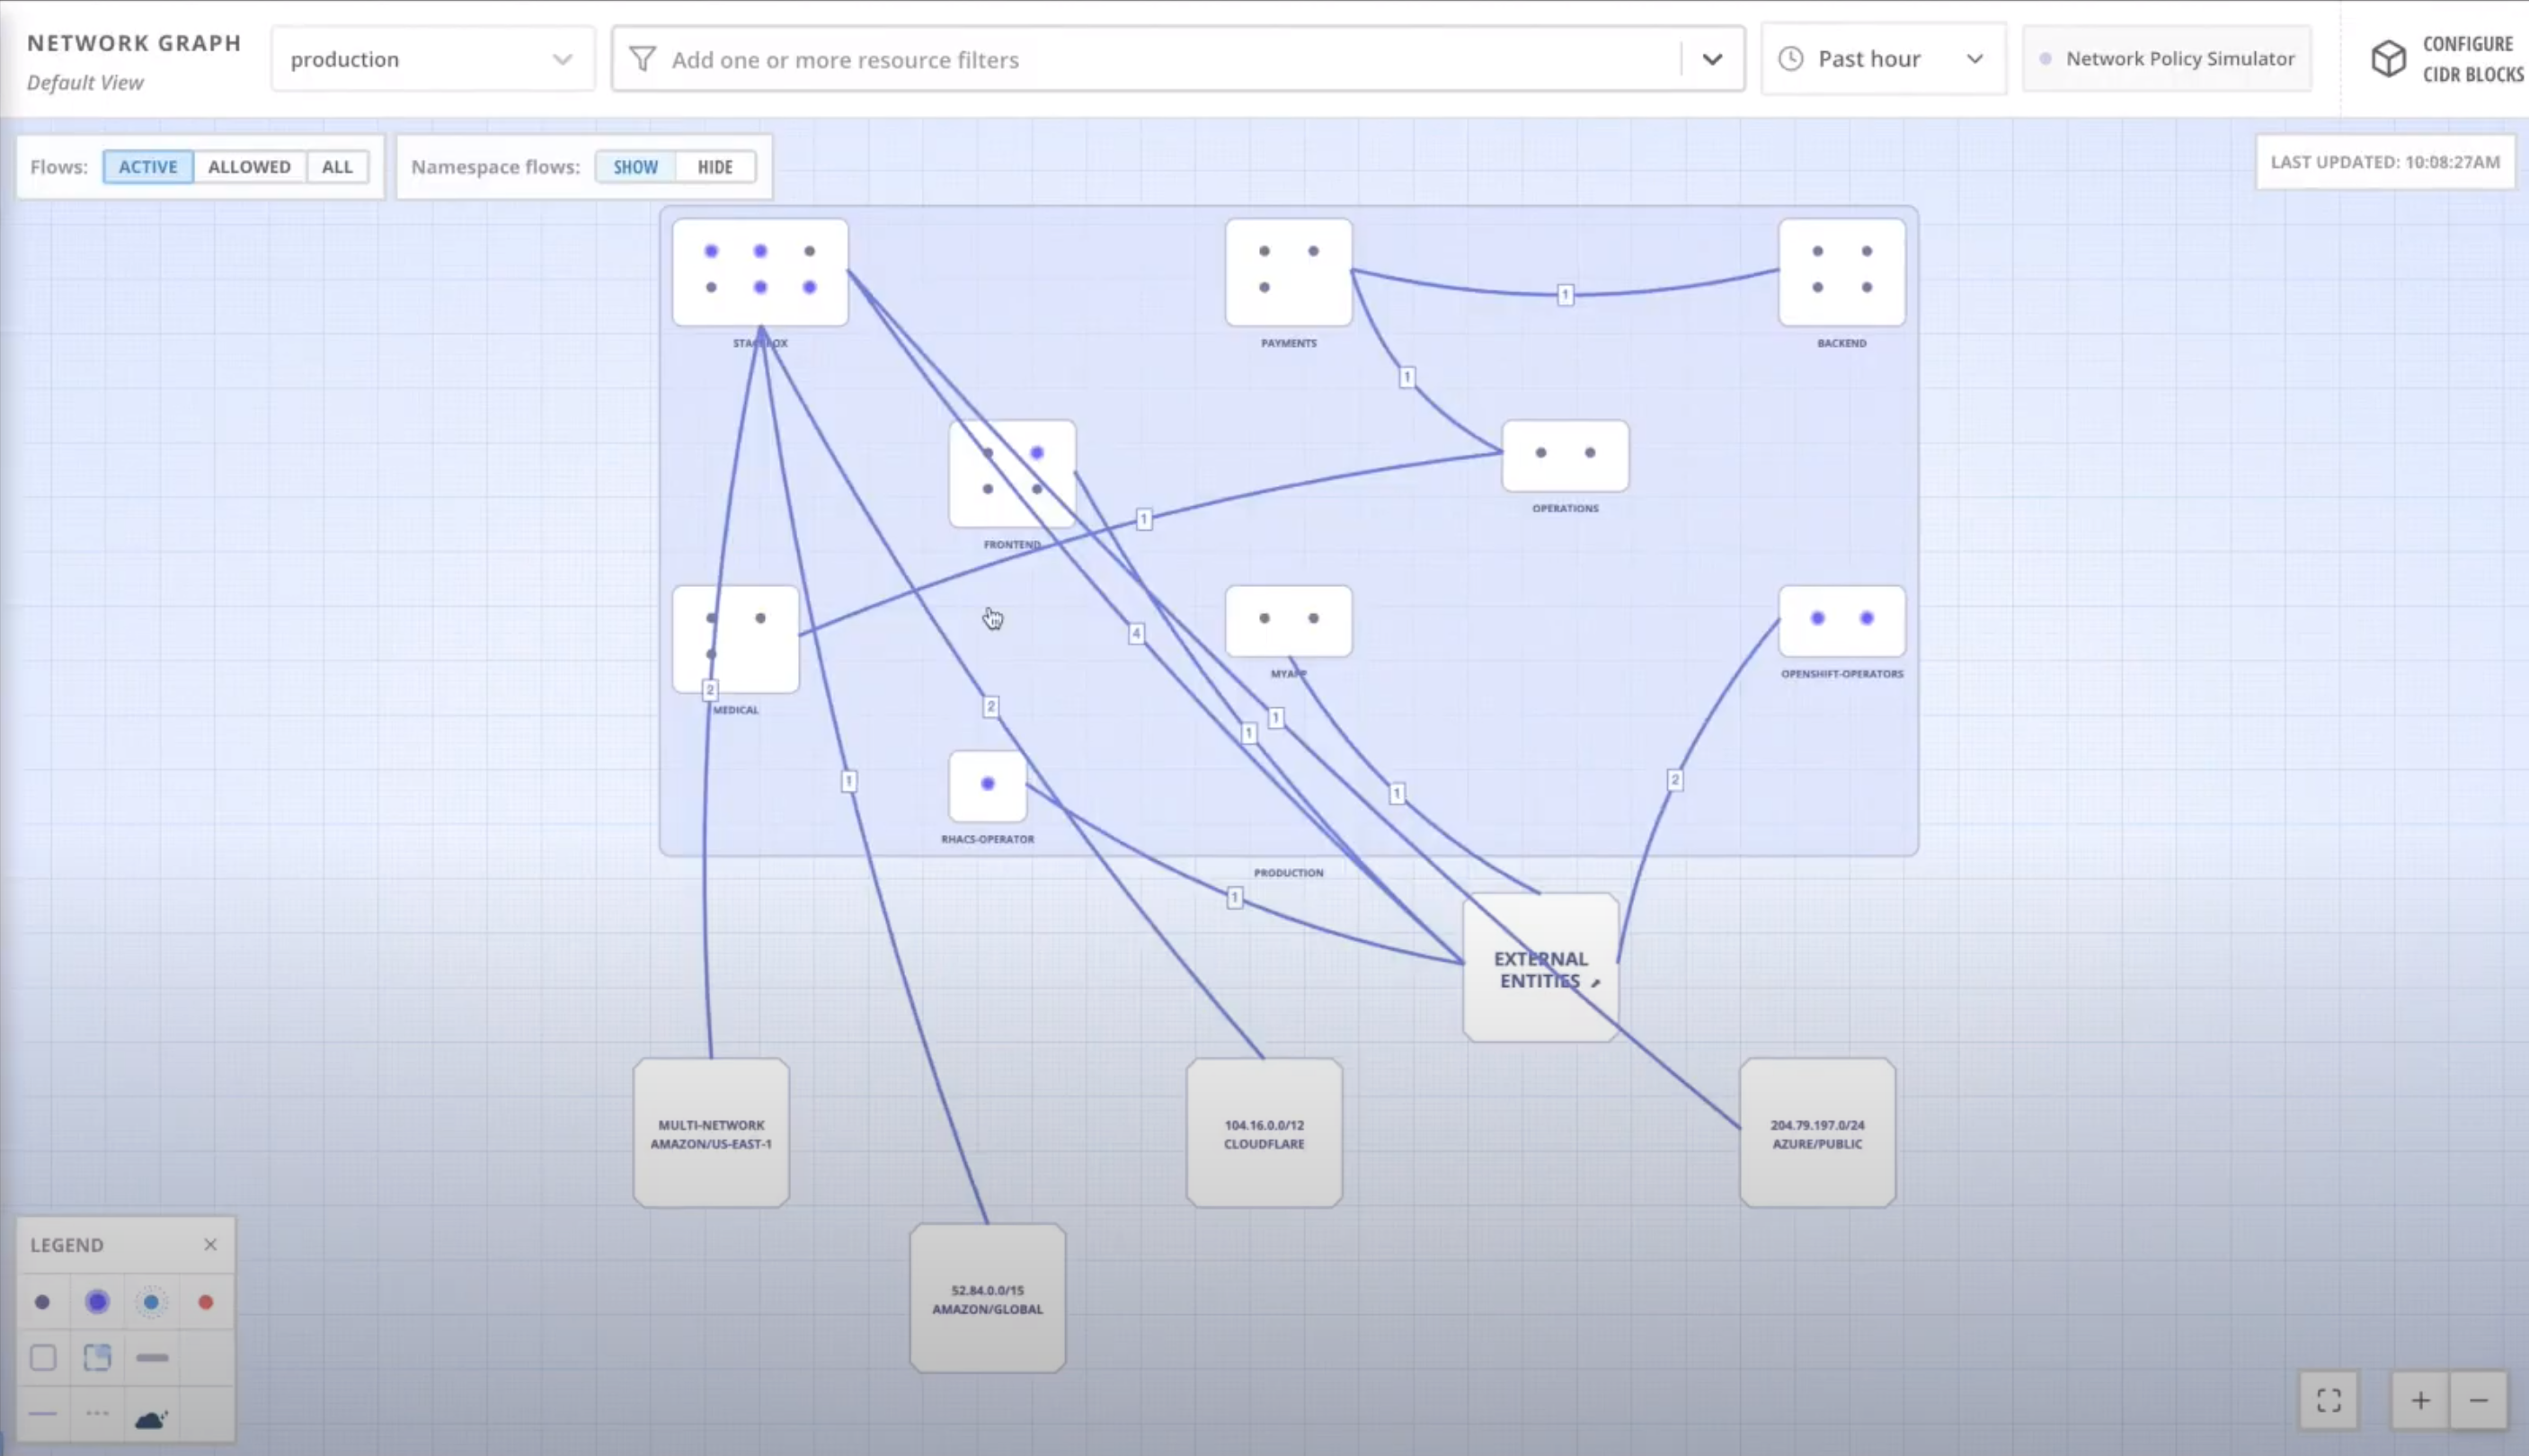 NETWORK GRAPH
Default View
production
Add one or more resource filters
Past hour
Network Policy Simulator
CONFIGURE
CIDR BLOCKS
Flows:
ACTIVE
ALLOWED
ALL
Namespace flows:
SHOW
HIDE
LAST UPDATED: 10:08:27AM
PAYMENTS
BACKEND
1
1
FRONTEND
OPERATIONS
1
4
MEDICAL
2
MYAPP
OPENSHIFT-OPERATORS
2
1
1
1
1
2
RHACS-OPERATOR
PRODUCTION
1
EXTERNAL
ENTITIES
MULTI-NETWORK
AMAZON/US-EAST-1
104.16.0.0/12
CLOUDFLARE
204.79.197.0/24
AZURE/PUBLIC
52.84.0.0/15
AMAZON/GLOBAL
LEGEND